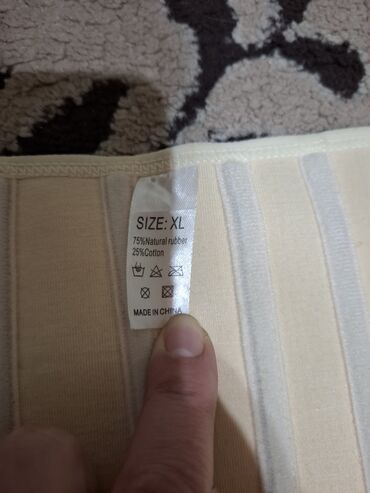 SIZE: XL
75%Natural rubber
25%Cotton
MADE IN CHINA